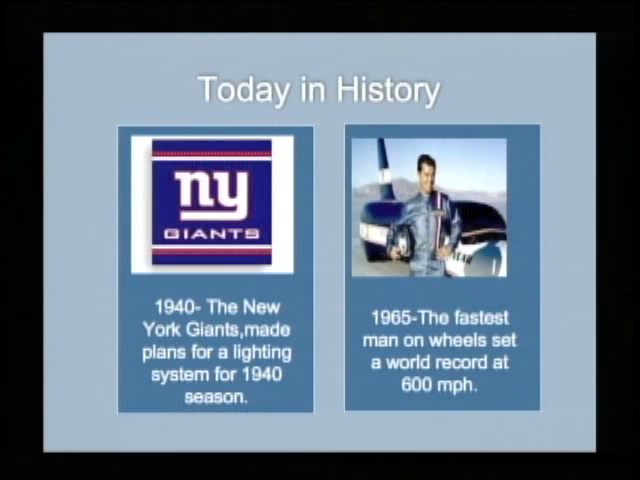 Today in History
ny
GIANTS
1940- The New
York Giants,made
plans for a lighting
system for 1940
season.
1965-The fastest
man on wheels set
a world record at
600 mph.